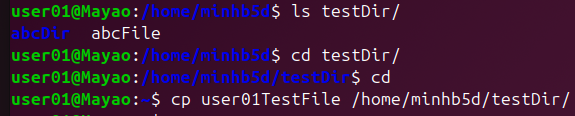 user01@Mayao:/home/minhb5d$ ls testDir/
abcDir  abcFile
user01@Mayao:/home/minhb5d$ cd testDir/
user01@Mayao:/home/minhb5d/testDir$ cd
user01@Mayao:~$ cp user01TestFile /home/minhb5d/testDir/